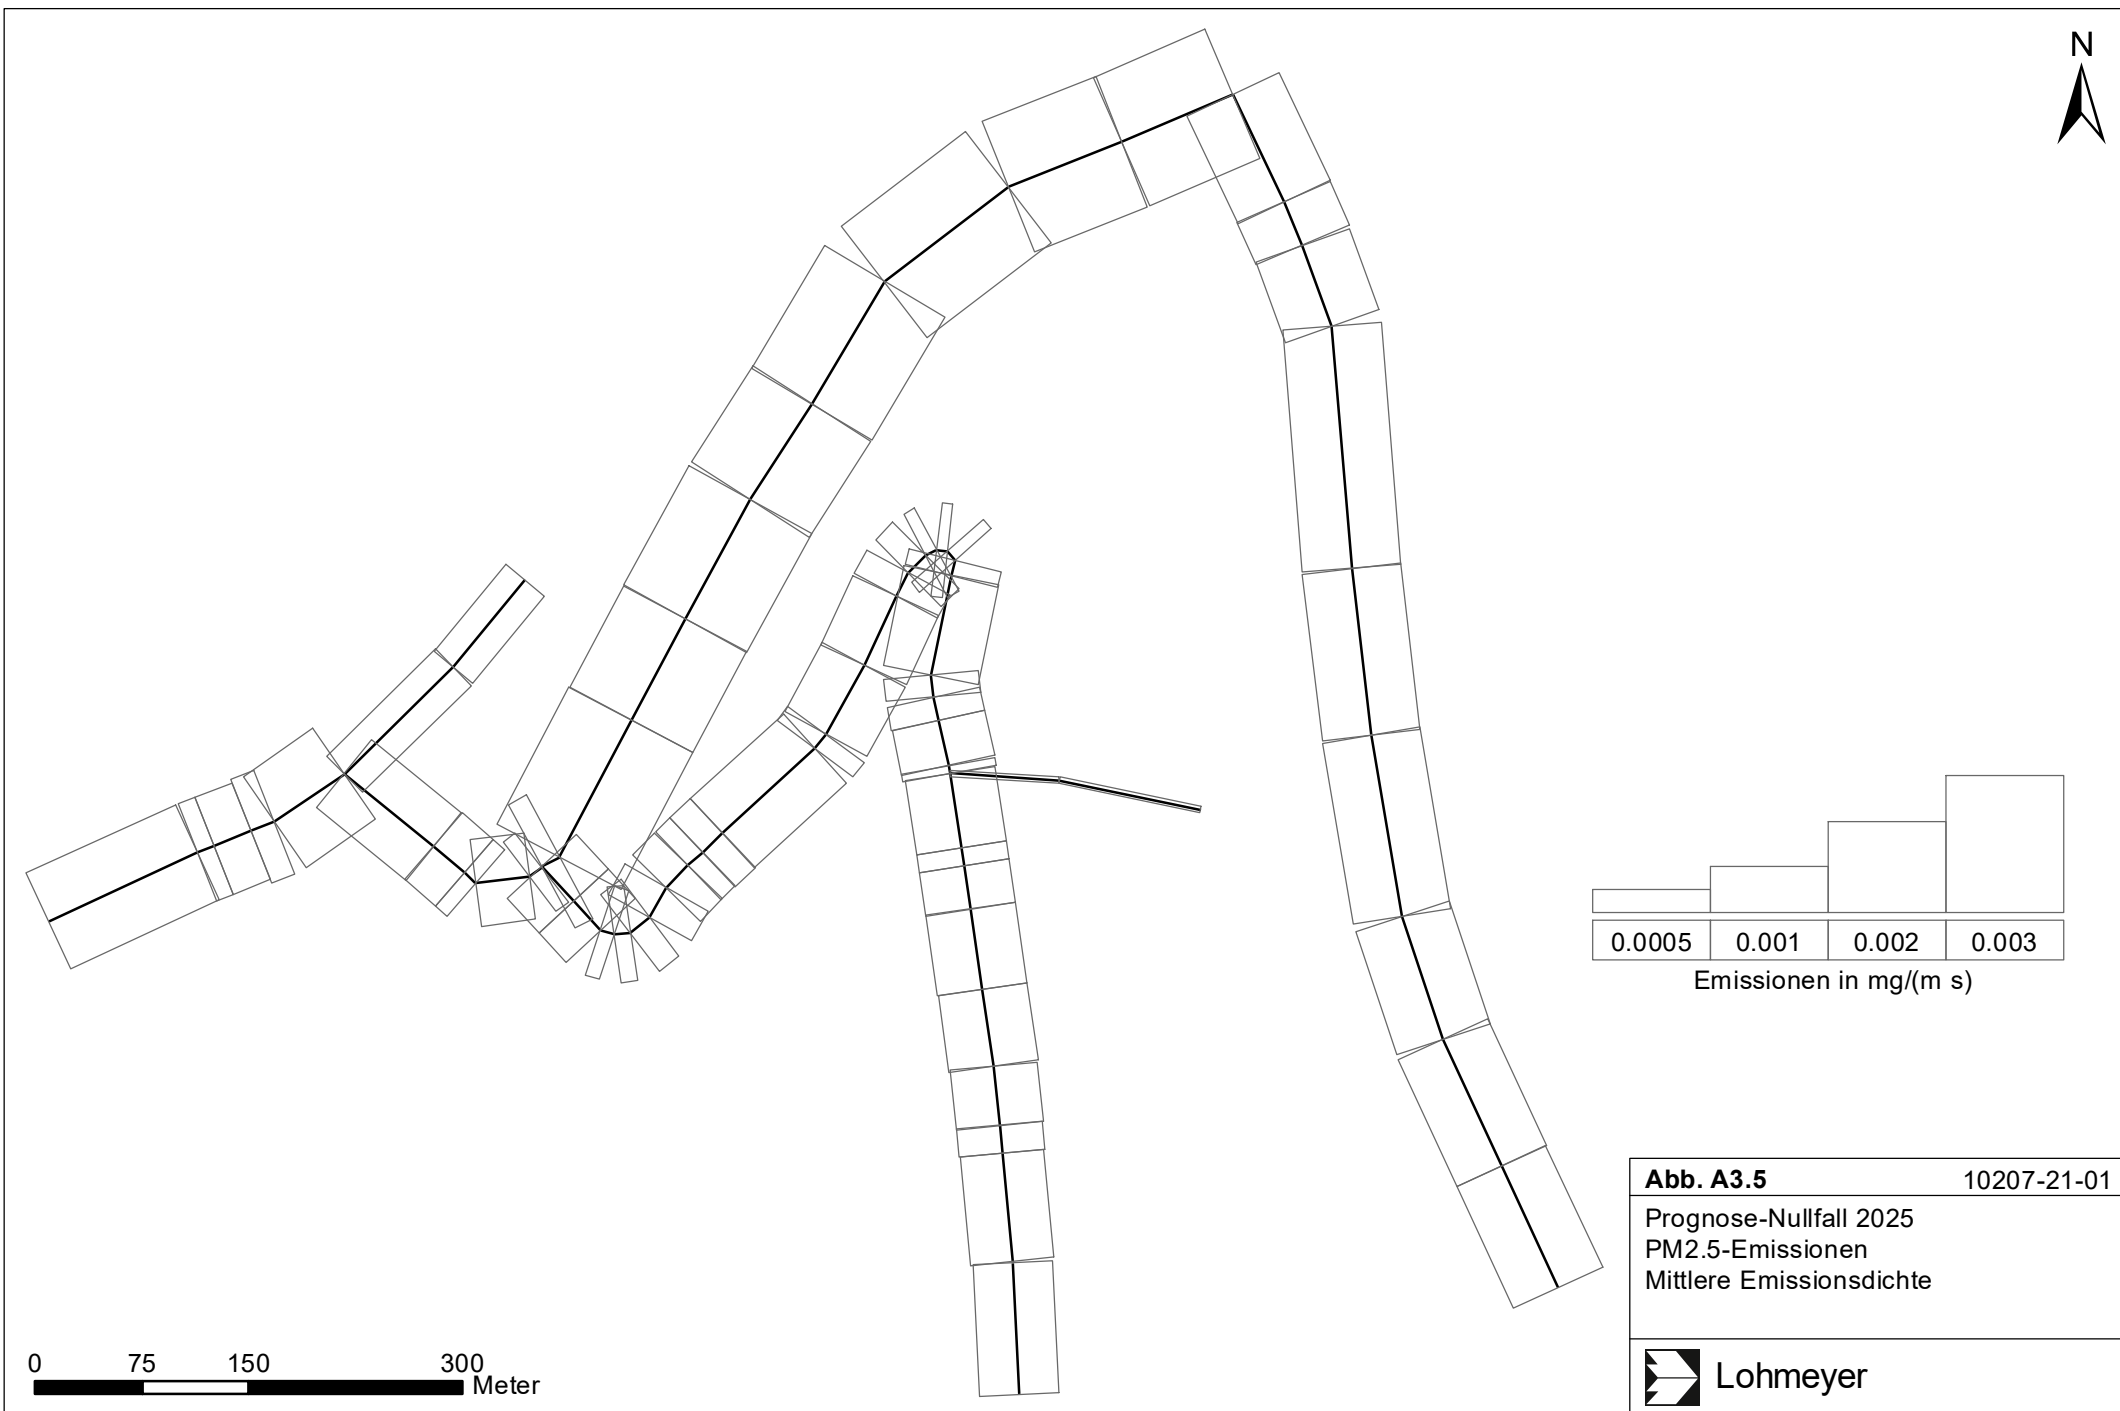 N
0.0005 0.001 0.002 0.003
Emissionen in mg/(m s)
Abb. A3.5 10207-21-01
Prognose-Nullfall 2025
PM2.5-Emissionen
Mittlere Emissionsdichte
0 75 150 300
Meter
Lohmeyer